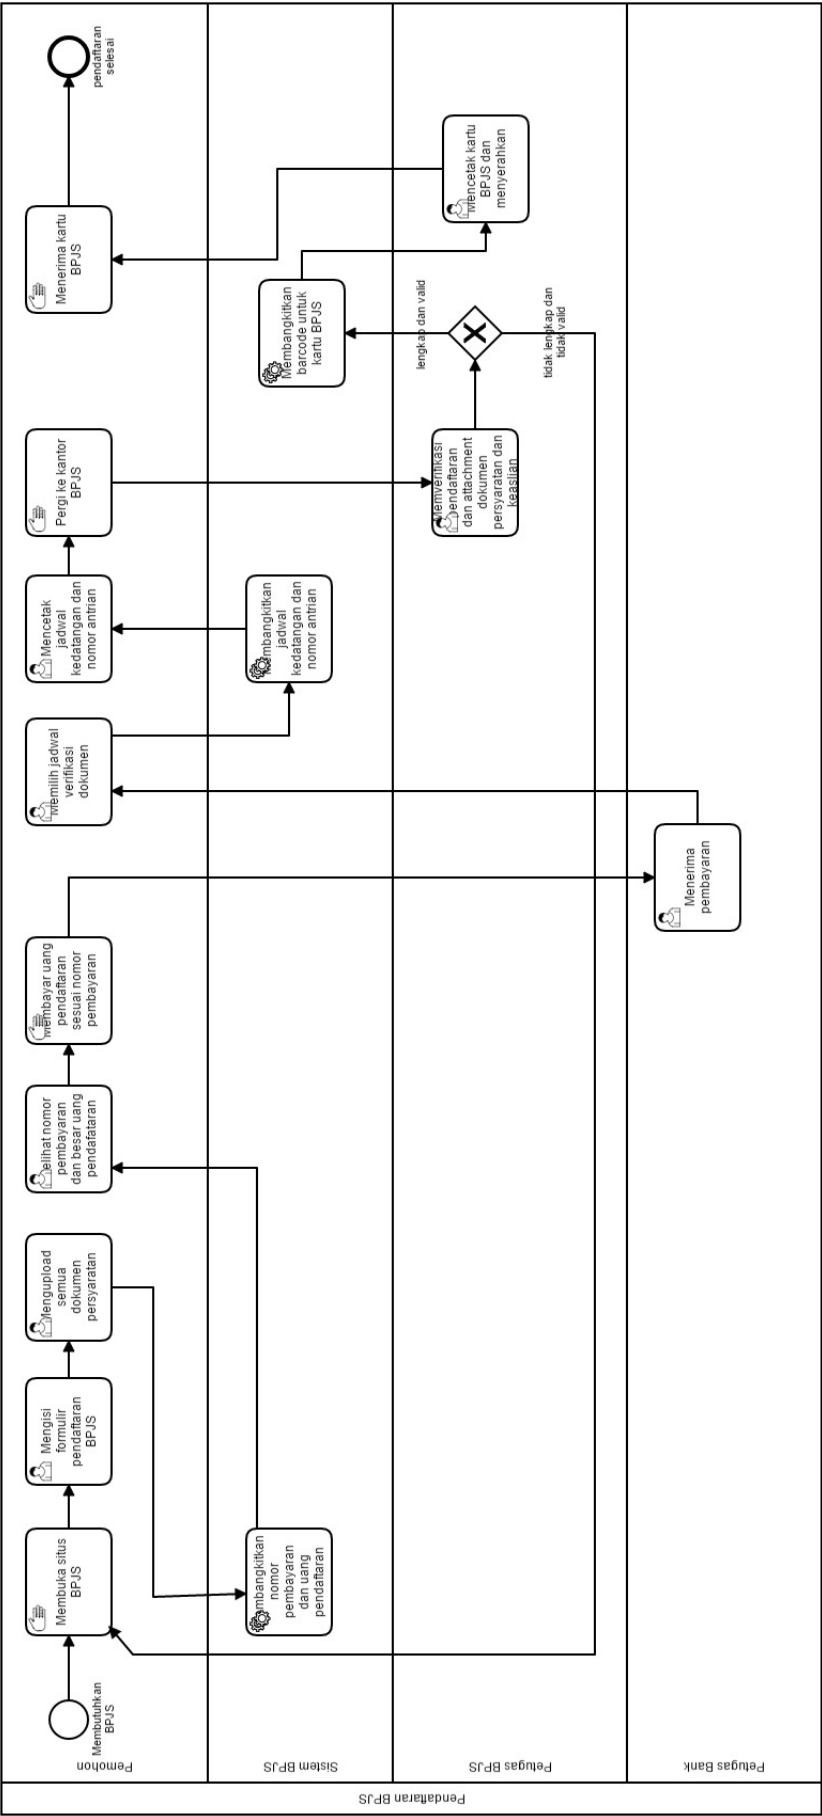 Pendaftaran BPJS
Pemohon
Membutuhkan
BPJS
Membuka situs
BPJS
Mengisi
formulir
pendaftaran
BPJS
Mengupload
semua
dokumen
persyaratan
elihat nomor
pembayaran
dan besar uang
pendafataran
Membayar uang
pendaftaran
sesuai nomor
pembayaran
Memilih jadwal
verifikasi
dokumen
Mencetak
jadwal
kedatangan dan
nomor antrian
Pergi ke kantor
BPJS
Menerima kartu
BPJS
pendaftaran
selesai
Sistem BPJS
mbangkitkan
nomor
pembayaran
dan uang
pendaftaran
mbangkitkan
jadwal
kedatangan dan
nomor antrian
Membangkitkan
barcode untuk
kartu BPJS
Petugas BPJS
Memverifikasi
pendaftaran
dan attachment
dokumen
persyaratan dan
keaslian
lengkap dan valid
tidak lengkap dan
tidak valid
Mencetak kartu
BPJS dan
menyerahkan
Petugas Bank
Menerima
pembayaran